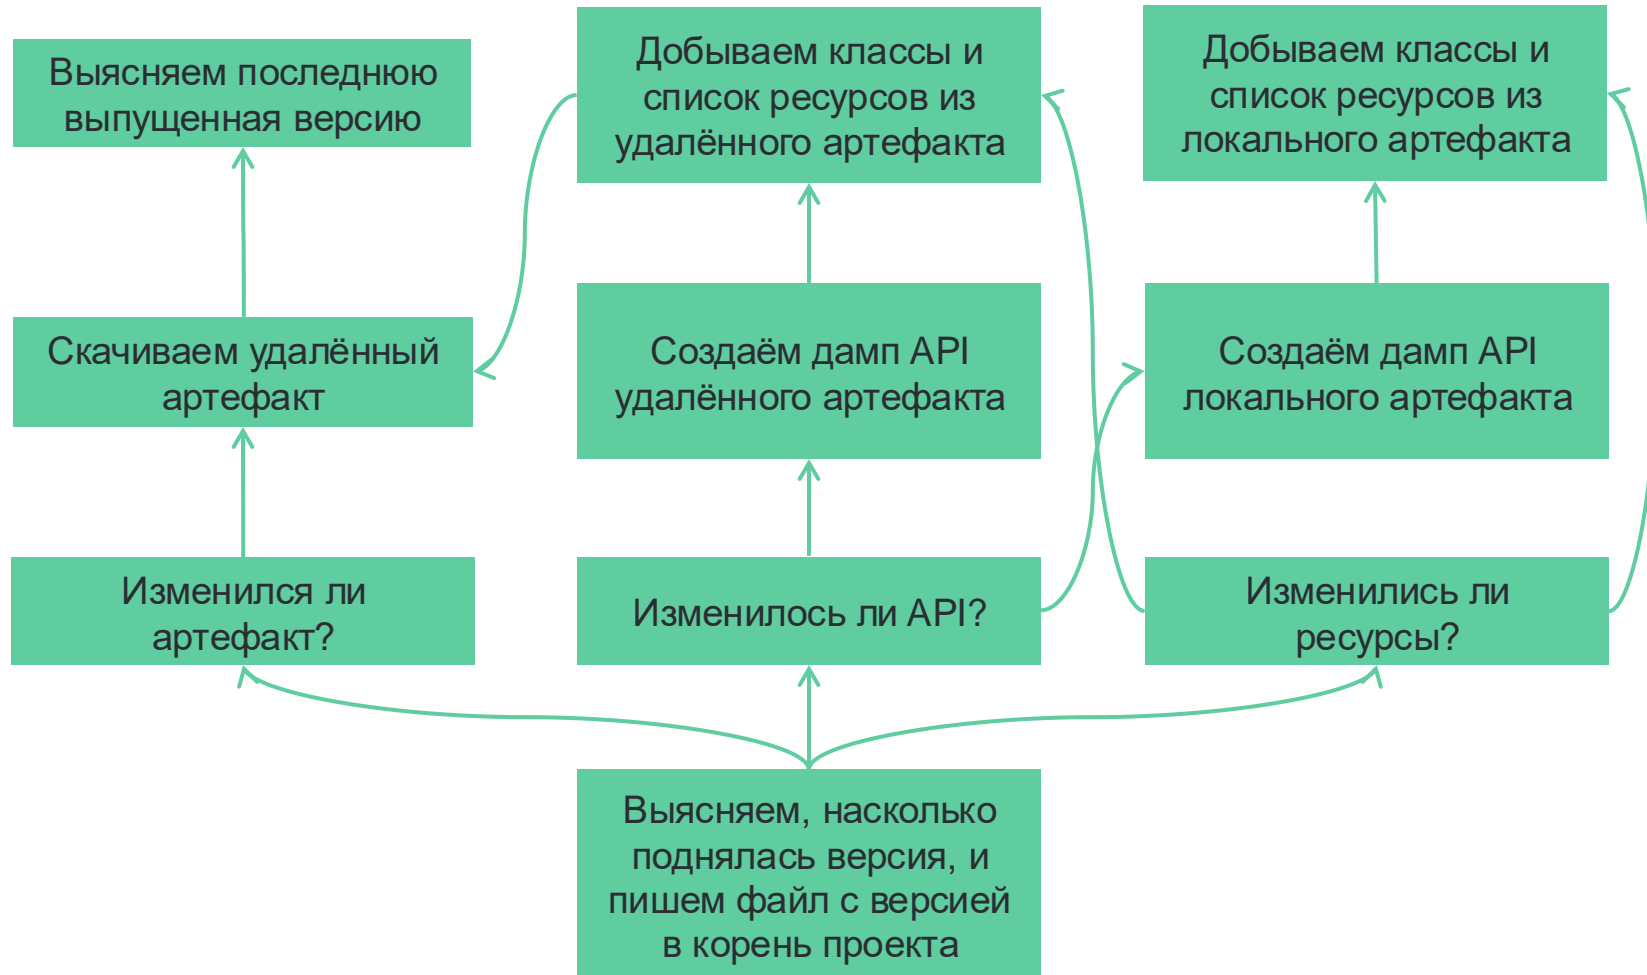 Выясняем последнюю
выпущенная версию
Добываем классы и
список ресурсов из
удалённого артефакта
Добываем классы и
список ресурсов из
локального артефакта
Скачиваем удалённый
артефакт
Создаём дамп API
удалённого артефакта
Создаём дамп API
локального артефакта
Изменился ли
артефакт?
Изменилось ли API?
Изменились ли
ресурсы?
Выясняем, насколько
поднялась версия, и
пишем файл с версией
в корень проекта